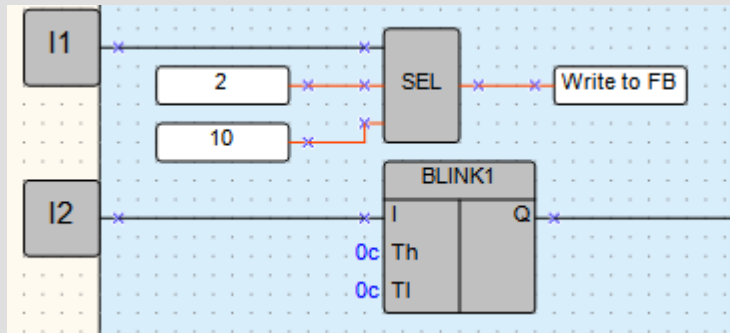 I1
2
SEL
Write to FB
10
BLINK1
I2
I
Q
0c Th
0c Tl